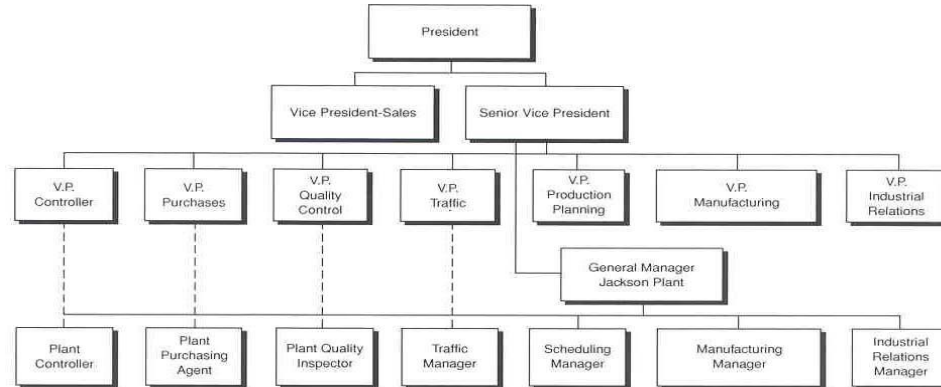 President
Vice President-Sales
Senior Vice President
V.P.
Controller
V.P.
Purchases
V.P.
Quality
Control
V.P.
Traffic
V.P.
Production
Planning
V.P.
Manufacturing
V.P.
Industrial
Relations
General Manager
Jackson Plant
Plant
Controller
Plant
Purchasing
Agent
Plant Quality
Inspector
Traffic
Manager
Scheduling
Manager
Manufacturing
Manager
Industrial
Relations
Manager